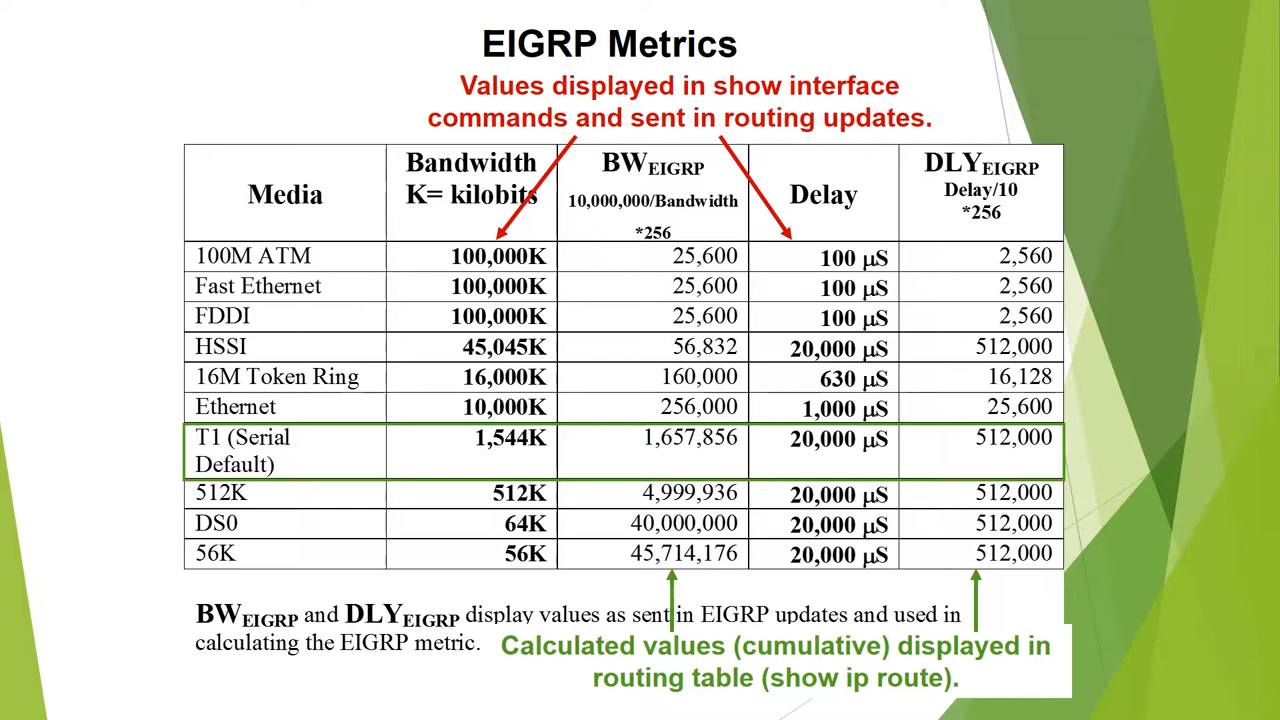 EIGRP Metrics
Values displayed in show interface
commands and sent in routing updates.
Media
Bandwidth
K= kilobits
BWEIGRP
10,000,000/Bandwidth
*256
Delay
DLYEIGRP
Delay/10
*256
100M ATM 100,000K 25,600 100 μS 2,560
Fast Ethernet 100,000K 25,600 100 μS 2,560
FDDI 100,000K 25,600 100 μS 2,560
HSSI 45,045K 56,832 20,000 μS 512,000
16M Token Ring 16,000K 160,000 630 μS 16,128
Ethernet 10,000K 256,000 1,000 μS 25,600
T1 (Serial
Default) 1,544K 1,657,856 20,000 μS 512,000
512K 512K 4,999,936 20,000 μS 512,000
DS0 64K 40,000,000 20,000 μS 512,000
56K 56K 45,714,176 20,000 μS 512,000
BWEIGRP and DLYEIGRP display values as sent in EIGRP updates and used in
calculating the EIGRP metric.
Calculated values (cumulative) displayed in
routing table (show ip route).